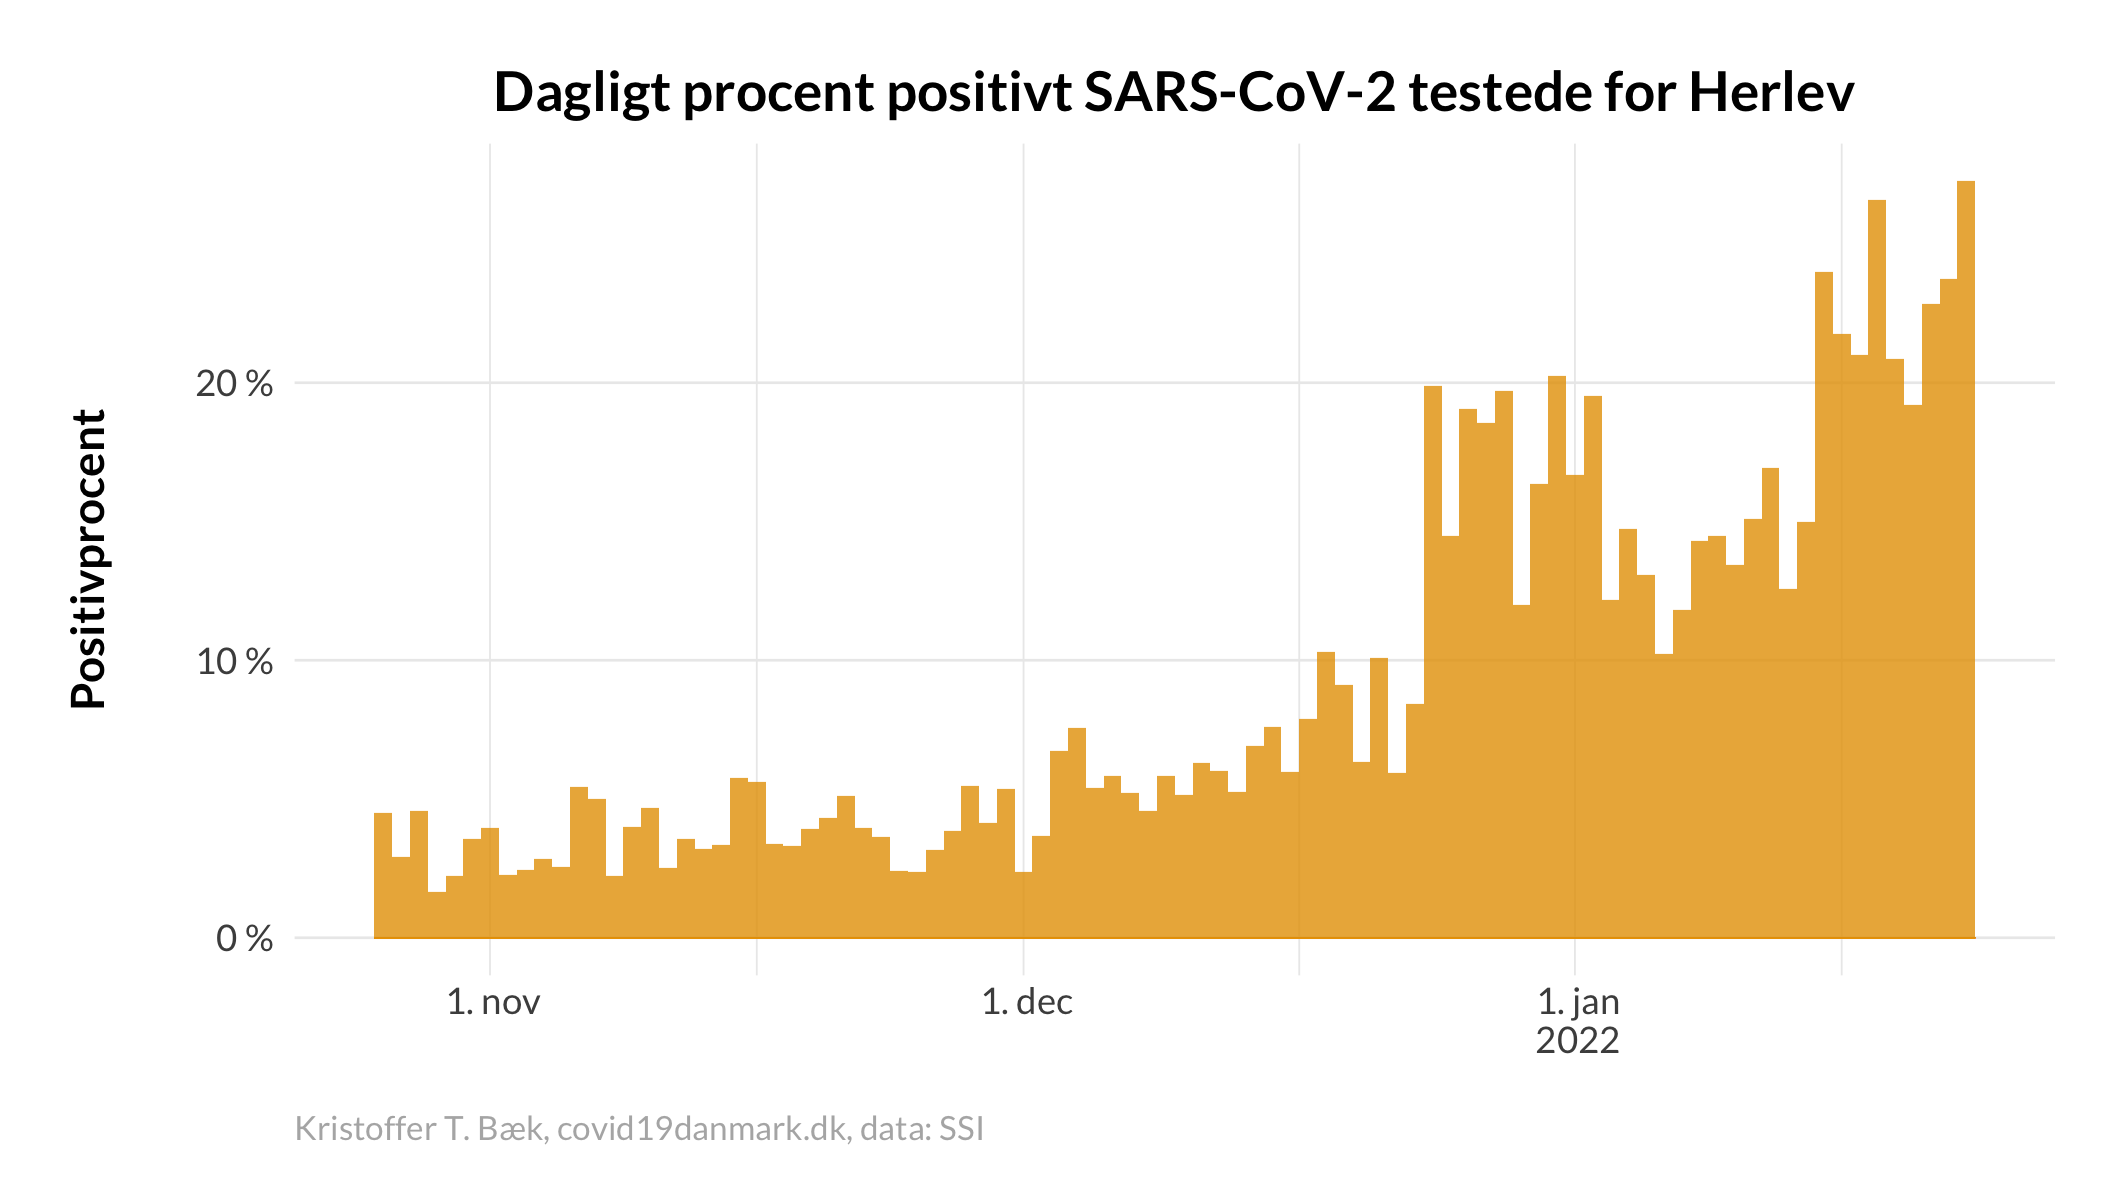 Dagligt procent positivt SARS-CoV-2 testede for Herlev
Positivprocent
20 %
10 %
0 %
1. nov
1. dec
1. jan
2022
Kristoffer T. Bæk, covid19danmark.dk, data: SSI